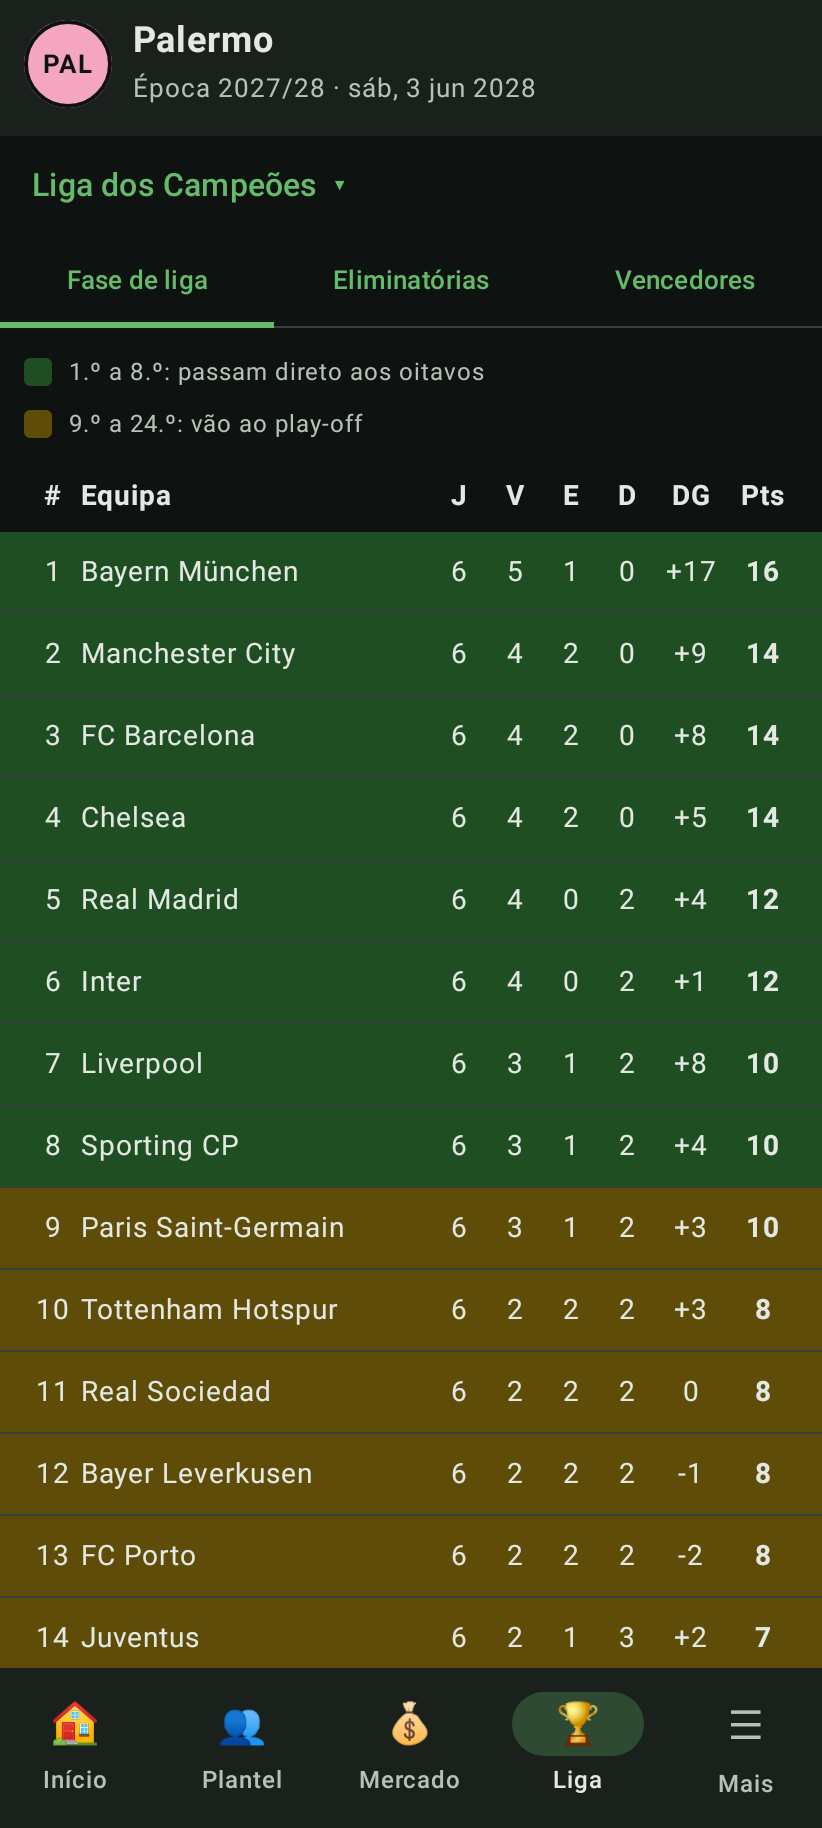 PAL
Palermo
Época 2027/28 · sáb, 3 jun 2028
Liga dos Campeões ▼
Fase de liga Eliminatórias Vencedores
1.º a 8.º: passam direto aos oitavos
9.º a 24.º: vão ao play-off
# Equipa J V E D DG Pts
1 Bayern München 6 5 1 0 +17 16
2 Manchester City 6 4 2 0 +9 14
3 FC Barcelona 6 4 2 0 +8 14
4 Chelsea 6 4 2 0 +5 14
5 Real Madrid 6 4 0 2 +4 12
6 Inter 6 4 0 2 +1 12
7 Liverpool 6 3 1 2 +8 10
8 Sporting CP 6 3 1 2 +4 10
9 Paris Saint-Germain 6 3 1 2 +3 10
10 Tottenham Hotspur 6 2 2 2 +3 8
11 Real Sociedad 6 2 2 2 0 8
12 Bayer Leverkusen 6 2 2 2 -1 8
13 FC Porto 6 2 2 2 -2 8
14 Juventus 6 2 1 3 +2 7
Início Plantel Mercado Liga Mais